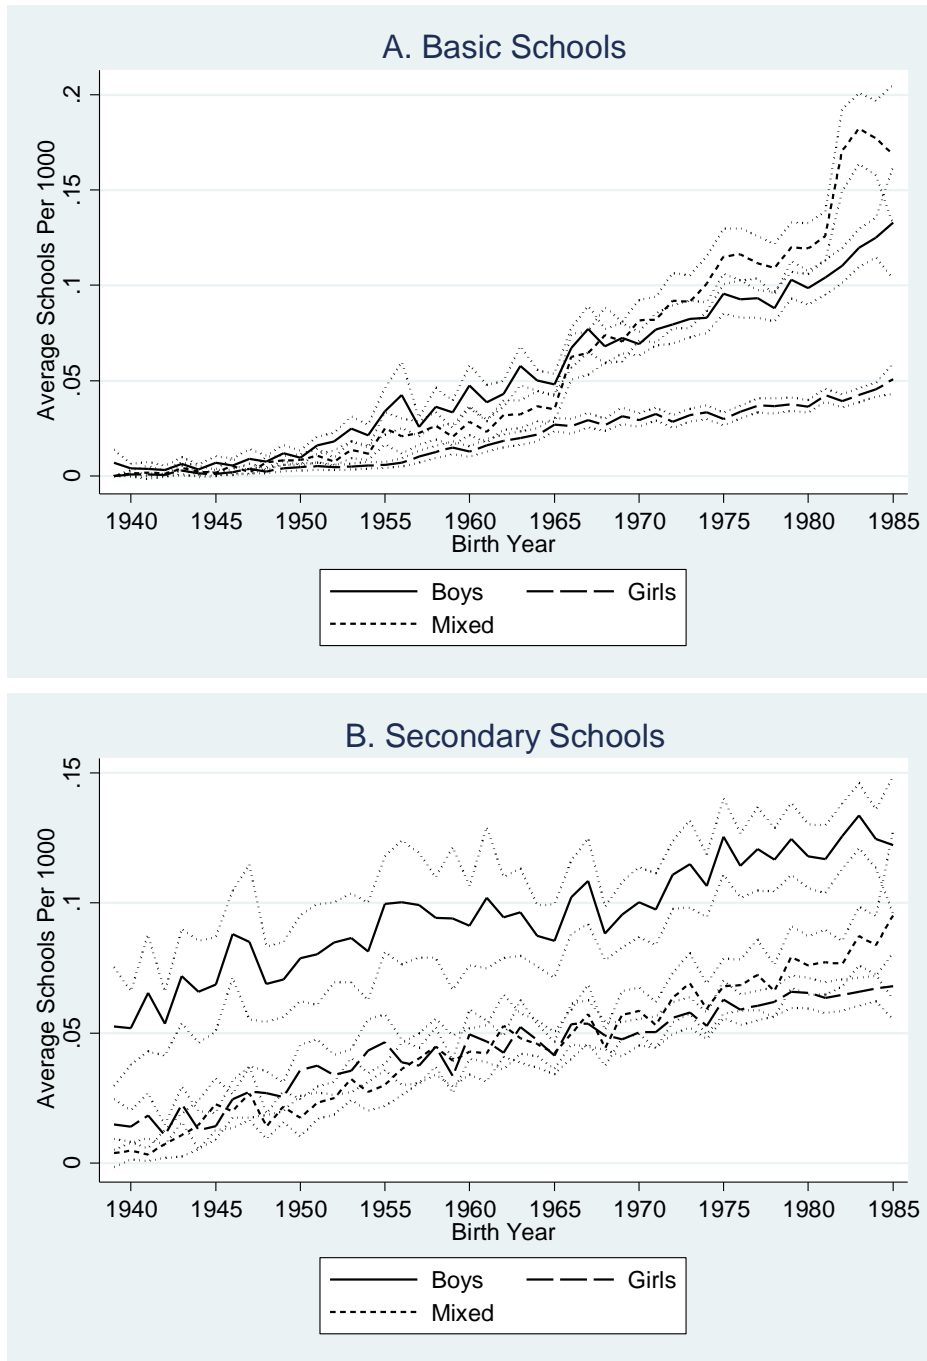 A. Basic Schools
Average Schools Per 1000
.2
.15
.1
.05
0
1940 1945 1950 1955 1960 1965 1970 1975 1980 1985
Birth Year
Boys Girls
Mixed
B. Secondary Schools
Average Schools Per 1000
.15
.1
.05
0
1940 1945 1950 1955 1960 1965 1970 1975 1980 1985
Birth Year
Boys Girls
Mixed